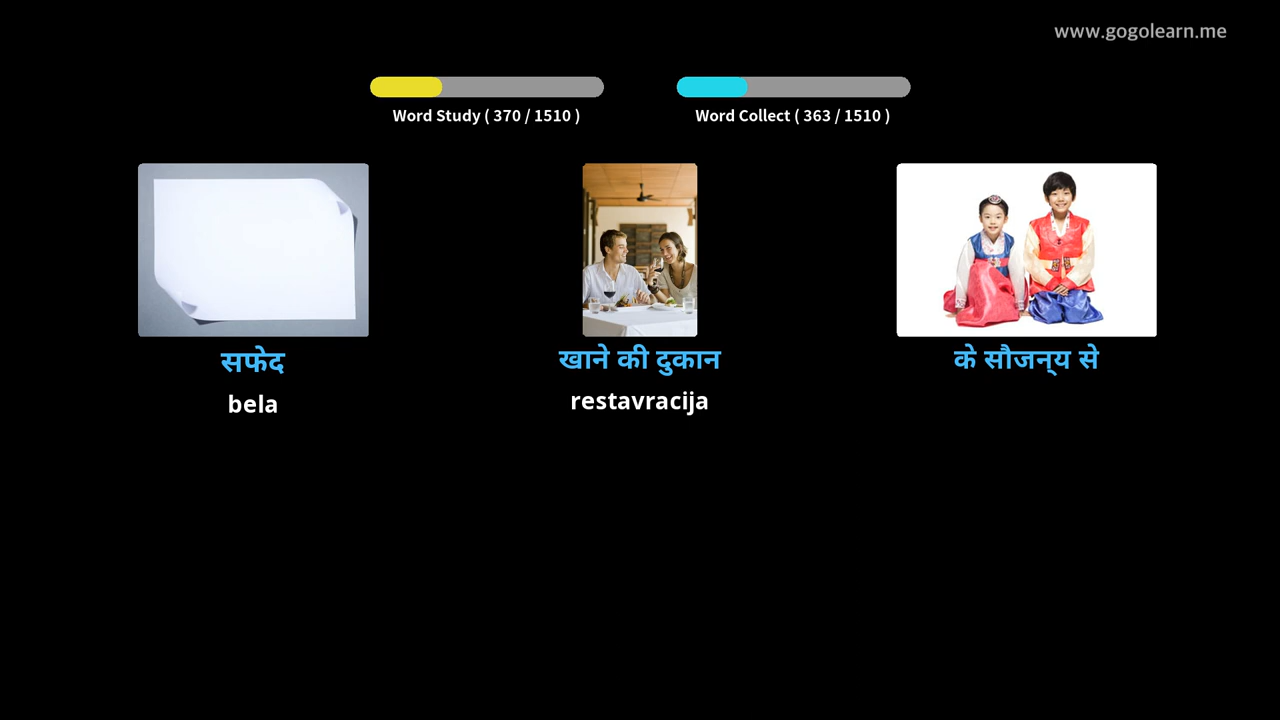 www.gogolearn.me
Word Study ( 370 / 1510 )
Word Collect ( 363 / 1510 )
सफेद
खाने की दुकान
के सौजन्य से
bela
restavracija